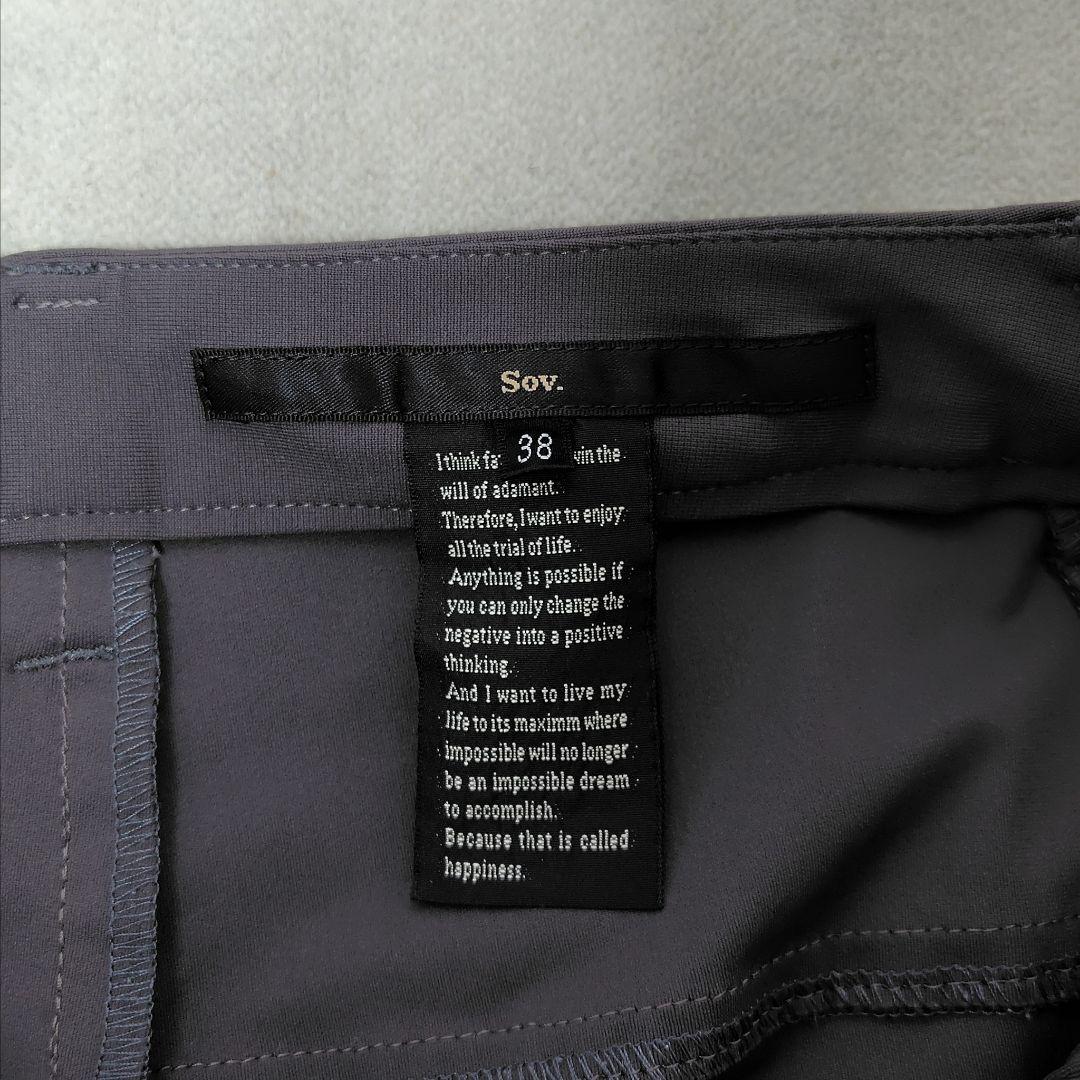 Sov.
38
I think in the
will of adamant.
Therefore, I want to enjoy
all the trial of life.
Anything is possible if
you can only change the
negative into a positive
thinking.
And I want to live my
life to its maximm where
impossible will no longer
be an impossible dream
to accomplish.
Because that is called
happiness.